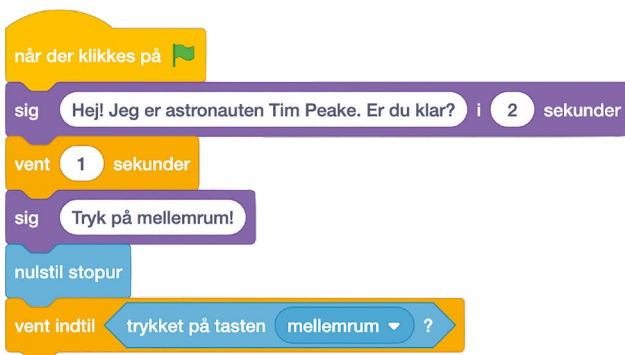 når der klikkes på
sig Hej! Jeg er astronauten Tim Peake. Er du klar? i 2 sekunder
vent 1 sekunder
sig Tryk på mellemrum!
nulstil stopur
vent indtil trykket på tasten mellemrum ?